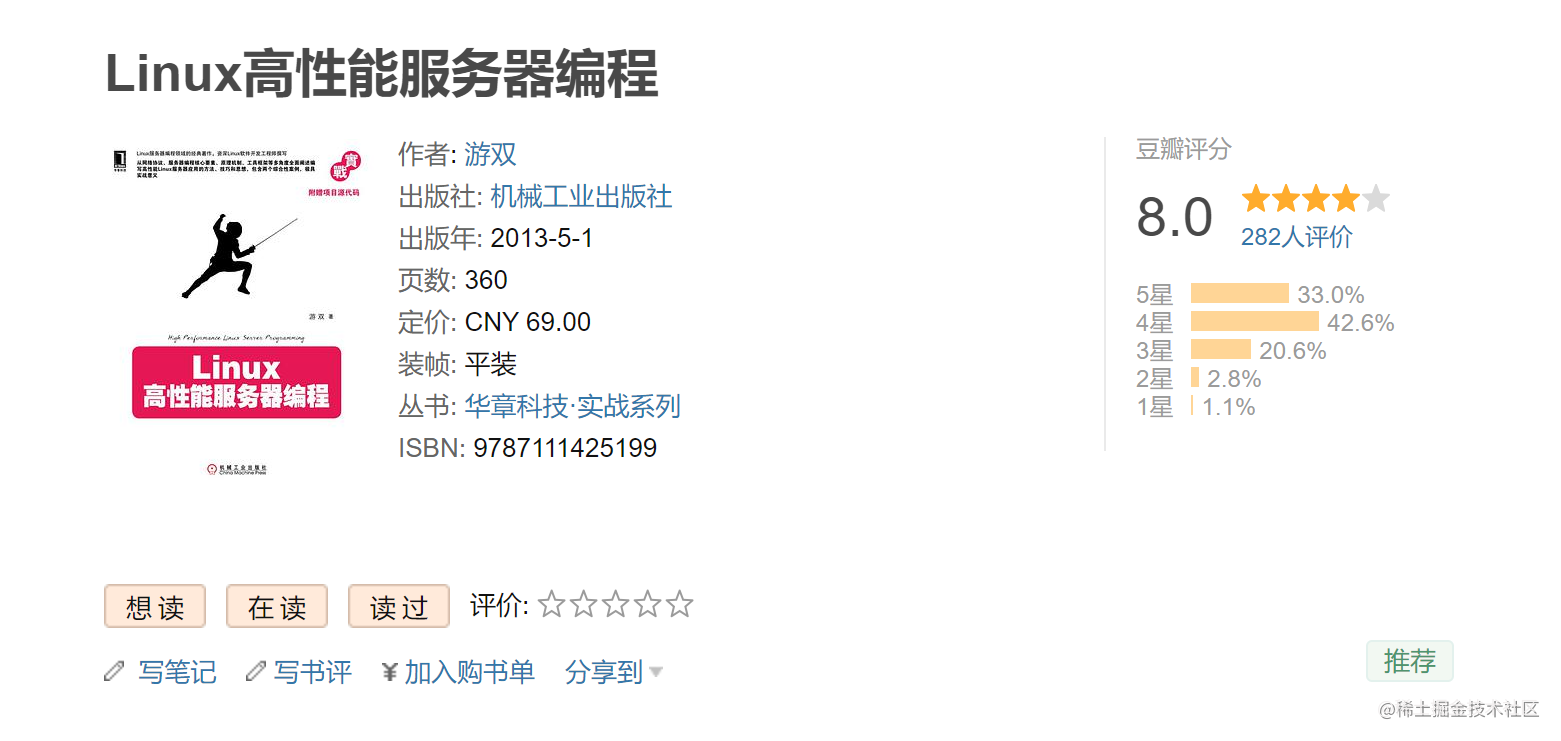 Linux高性能服务器编程
Linux服务器编程领域的经典著作，资深Linux软件开发工程师撰写
从网络协议、服务器编程核心要素、原理机制、工具框架等多角度全面阐述编
写高性能Linux服务器应用的方法、技巧和思想，包含两个综合性案例，极具
实战意义
實戰
附赠项目源代码
游双 著
High Performance Linux Server Programming
Linux
高性能服务器编程
机械工业出版社
China Machine Press
作者: 游双
出版社: 机械工业出版社
出版年: 2013-5-1
页数: 360
定价: CNY 69.00
装帧: 平装
丛书: 华章科技·实战系列
ISBN: 9787111425199
豆瓣评分
8.0
282人评价
5星 33.0%
4星 42.6%
3星 20.6%
2星 2.8%
1星 1.1%
想读 在读 读过 评价:
写笔记 写书评 ¥加入购书单 分享到
推荐
@稀土掘金技术社区